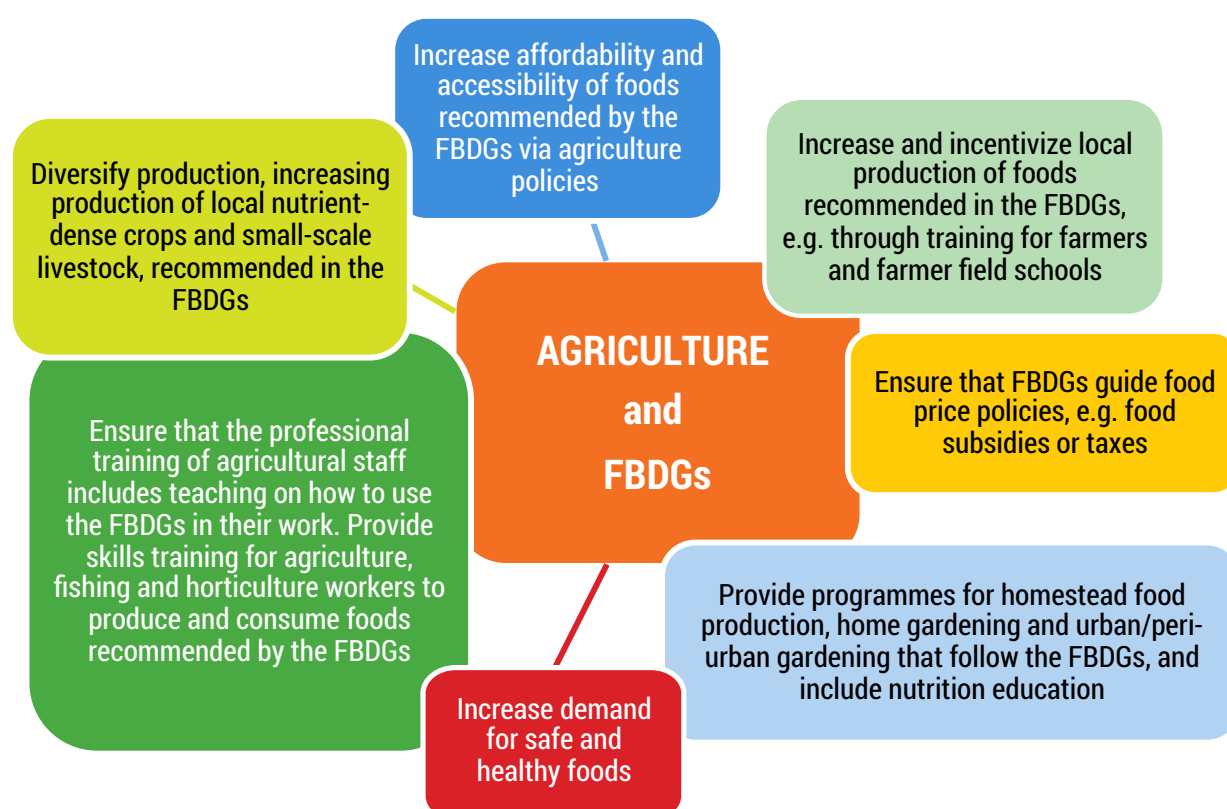 Increase affordability and
accessibility of foods
recommended by the
FBDGs via agriculture
policies
Increase and incentivize local
production of foods
recommended in the FBDGs,
e.g. through training for farmers
and farmer field schools
Diversify production, increasing
production of local nutrient-
dense crops and small-scale
livestock, recommended in the
FBDGs
AGRICULTURE
and
FBDGs
Ensure that FBDGs guide food
price policies, e.g. food
subsidies or taxes
Ensure that the professional
training of agricultural staff
includes teaching on how to use
the FBDGs in their work. Provide
skills training for agriculture,
fishing and horticulture workers to
produce and consume foods
recommended by the FBDGs
Provide programmes for homestead food
production, home gardening and urban/peri-
urban gardening that follow the FBDGs, and
include nutrition education
Increase demand
for safe and
healthy foods